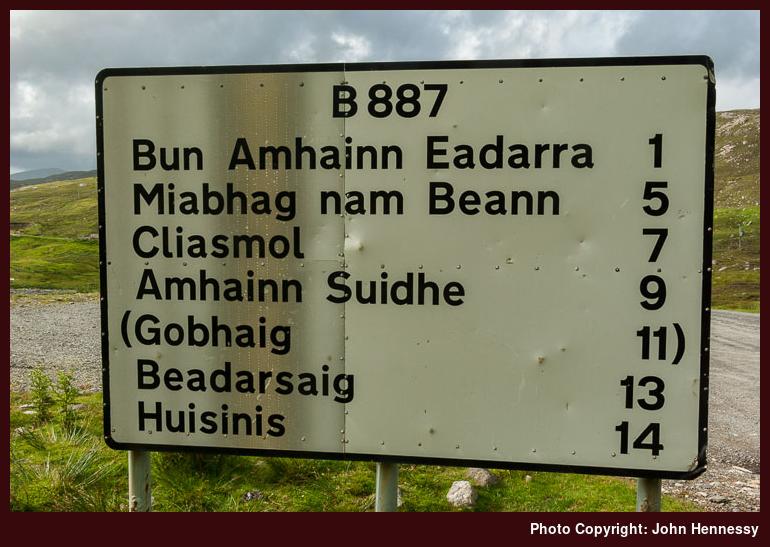 B887
Bun Amhainn Eadarra 1
Miabhag nam Beann 5
Cliasmol 7
Amhainn Suidhe 9
(Gobhaig 11)
Beadarsaig 13
Huisinis 14
Photo Copyright: John Hennessy